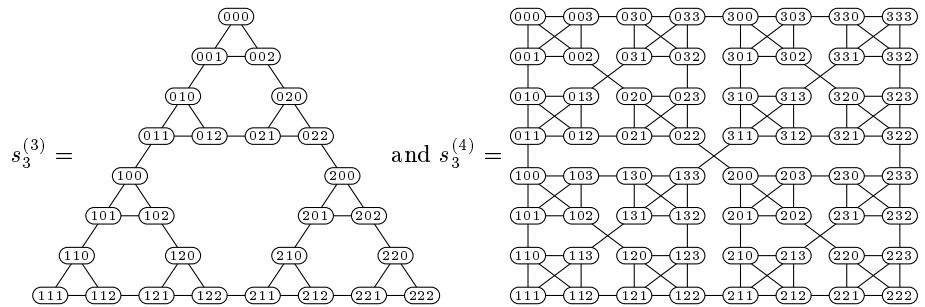 000
001 002
010 020
011 012 021 022
s_3^{(3)} =
100 200
101 102 201 202
110 120 210 220
111 112 121 122 211 212 221 222
and s_3^{(4)} =
000 003 030 033 300 303 330 333
001 002 031 032 301 302 331 332
010 013 020 023 310 313 320 323
011 012 021 022 311 312 321 322
100 103 130 133 200 203 230 233
101 102 131 132 201 202 231 232
110 113 120 123 210 213 220 223
111 112 121 122 211 212 221 222